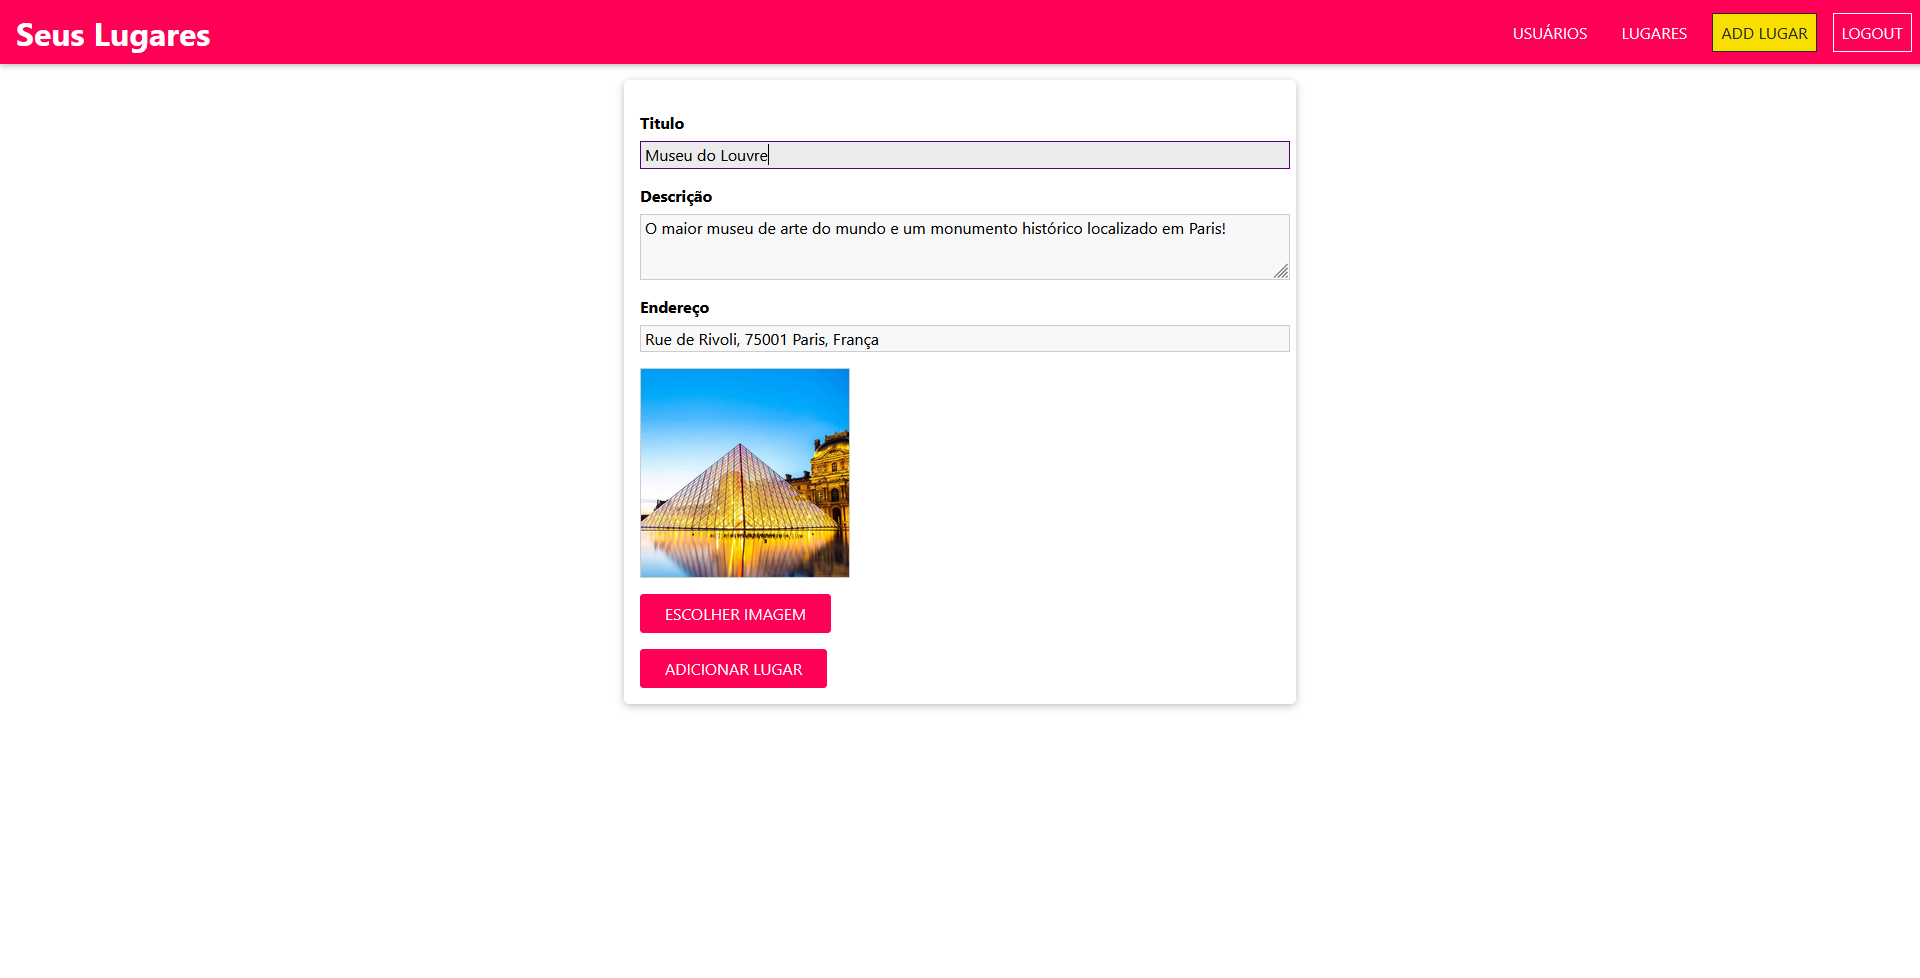 Seus Lugares
USUÁRIOS
LUGARES
ADD LUGAR
LOGOUT
Titulo
Museu do Louvre
Descrição
O maior museu de arte do mundo e um monumento histórico localizado em Paris!
Endereço
Rue de Rivoli, 75001 Paris, França
ESCOLHER IMAGEM
ADICIONAR LUGAR